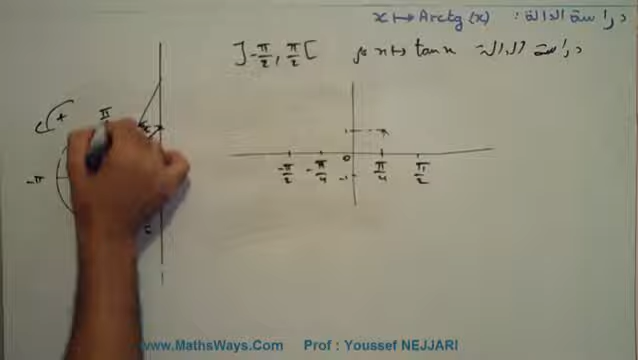 دراسة الدالة : x ↦ Arctg(x)
دراسة الدالة x ↦ tan x في ]-π/2, π/2[
+
π
-π
1
0
-π/2 -π/4 π/4 π/2
-1
www.MathsWays.Com Prof : Youssef NEJJARI